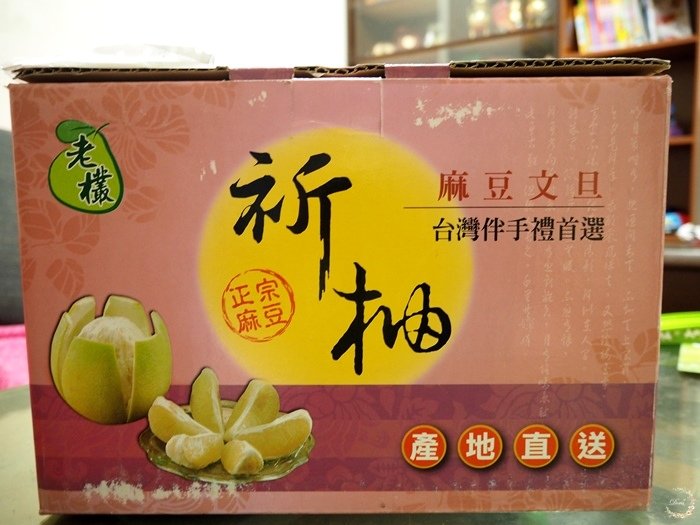 老欉
祈柚
正宗
麻豆
麻豆文旦
台灣伴手禮首選
產地直送